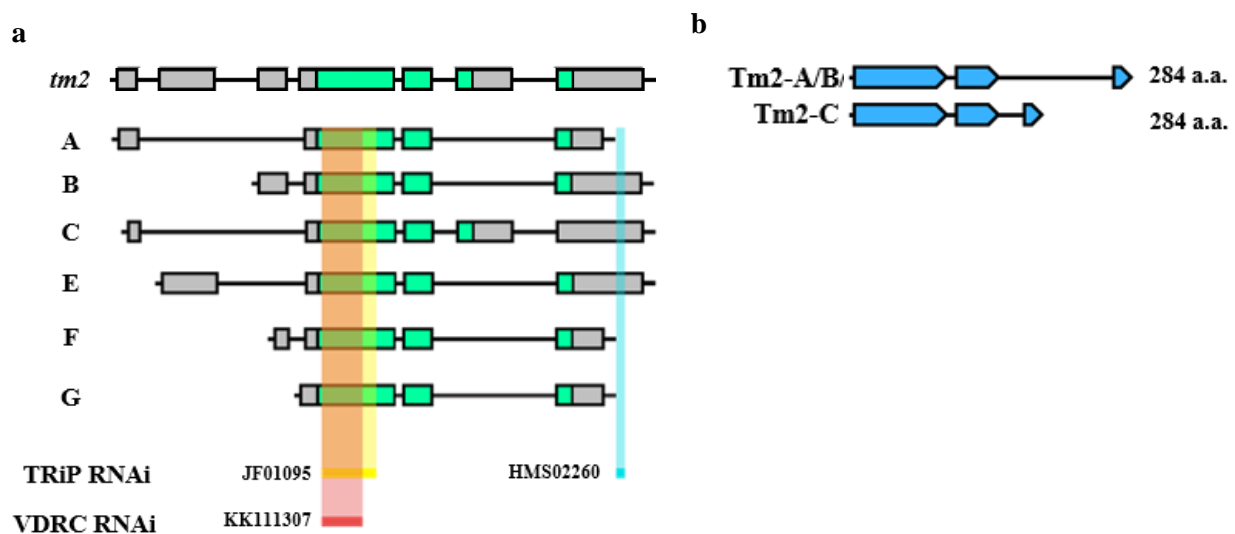 a
b
tm2
A
B
C
E
F
G
TRiP RNAi
JF01095
HMS02260
VDRC RNAi
KK111307
Tm2-A/B/
284 a.a.
Tm2-C
284 a.a.